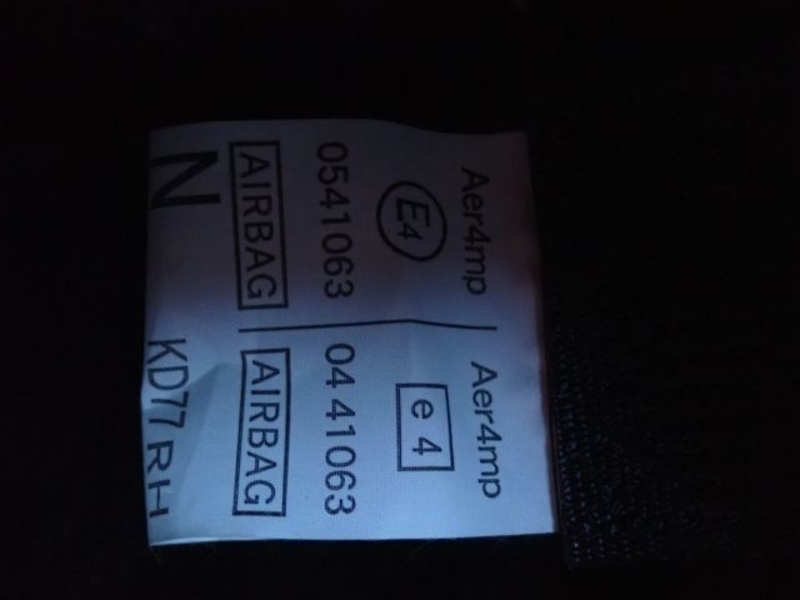 Aer4mp Aer4mp
E4 e 4
0541063 04 41063
AIRBAG AIRBAG
N KD77 RH